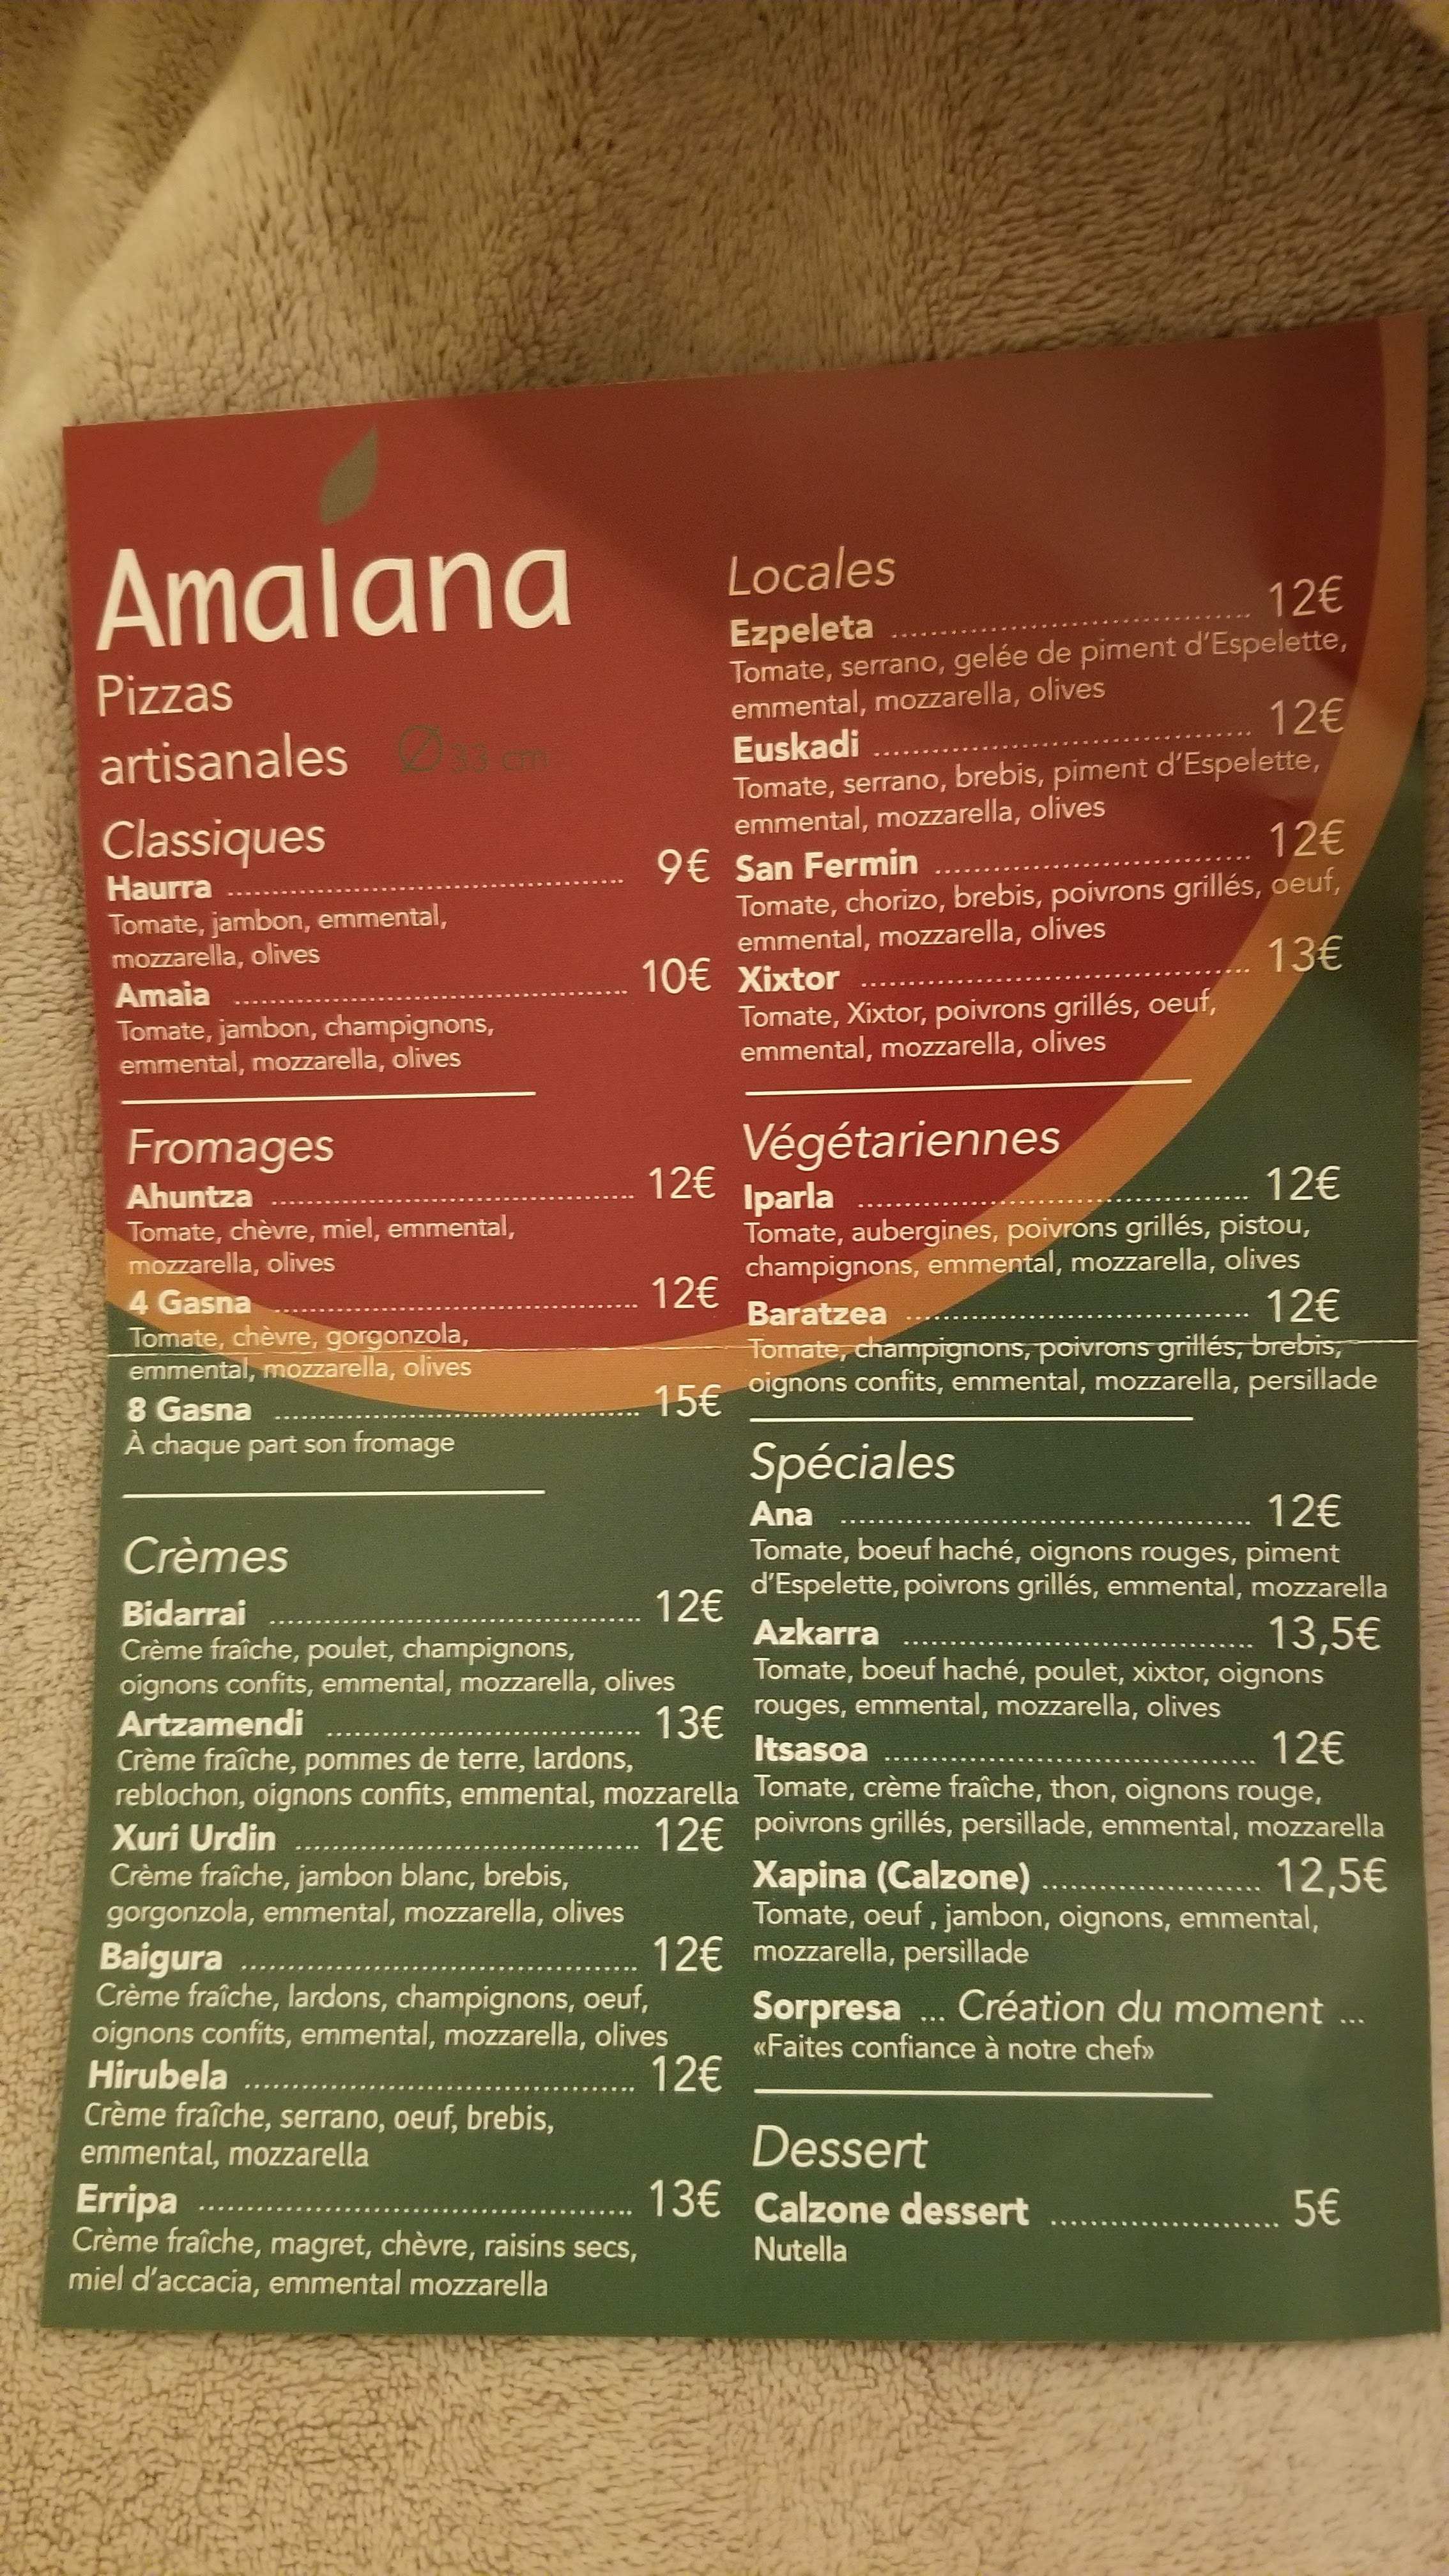 Amalana
Pizzas
artisanales Ø 33 cm
Classiques
Haurra .......... 9€
Tomate, jambon, emmental,
mozzarella, olives
Amaia .......... 10€
Tomate, jambon, champignons,
emmental, mozzarella, olives
Fromages
Ahuntza .......... 12€
Tomate, chèvre, miel, emmental,
mozzarella, olives
4 Gasna .......... 12€
Tomate, chèvre, gorgonzola,
emmental, mozzarella, olives
8 Gasna .......... 15€
À chaque part son fromage
Crèmes
Bidarrai .......... 12€
Crème fraîche, poulet, champignons,
oignons confits, emmental, mozzarella, olives
Artzamendi .......... 13€
Crème fraîche, pommes de terre, lardons,
reblochon, oignons confits, emmental, mozzarella
Xuri Urdin .......... 12€
Crème fraîche, jambon blanc, brebis,
gorgonzola, emmental, mozzarella, olives
Baigura .......... 12€
Crème fraîche, lardons, champignons, oeuf,
oignons confits, emmental, mozzarella, olives
Hirubela .......... 12€
Crème fraîche, serrano, oeuf, brebis,
emmental, mozzarella
Erripa .......... 13€
Crème fraîche, magret, chèvre, raisins secs,
miel d'accacia, emmental mozzarella
Locales
Ezpeleta .......... 12€
Tomate, serrano, gelée de piment d'Espelette,
emmental, mozzarella, olives
Euskadi .......... 12€
Tomate, serrano, brebis, piment d'Espelette,
emmental, mozzarella, olives
San Fermin .......... 12€
Tomate, chorizo, brebis, poivrons grillés, oeuf,
emmental, mozzarella, olives
Xixtor .......... 13€
Tomate, Xixtor, poivrons grillés, oeuf,
emmental, mozzarella, olives
Végétariennes
Iparla .......... 12€
Tomate, aubergines, poivrons grillés, pistou,
champignons, emmental, mozzarella, olives
Baratzea .......... 12€
Tomate, champignons, poivrons grillés, brebis,
oignons confits, emmental, mozzarella, persillade
Spéciales
Ana .......... 12€
Tomate, boeuf haché, oignons rouges, piment
d'Espelette, poivrons grillés, emmental, mozzarella
Azkarra .......... 13,5€
Tomate, boeuf haché, poulet, xixtor, oignons
rouges, emmental, mozzarella, olives
Itsasoa .......... 12€
Tomate, crème fraîche, thon, oignons rouge,
poivrons grillés, persillade, emmental, mozzarella
Xapina (Calzone) .......... 12,5€
Tomate, oeuf , jambon, oignons, emmental,
mozzarella, persillade
Sorpresa ... Création du moment ...
«Faites confiance à notre chef»
Dessert
Calzone dessert .......... 5€
Nutella